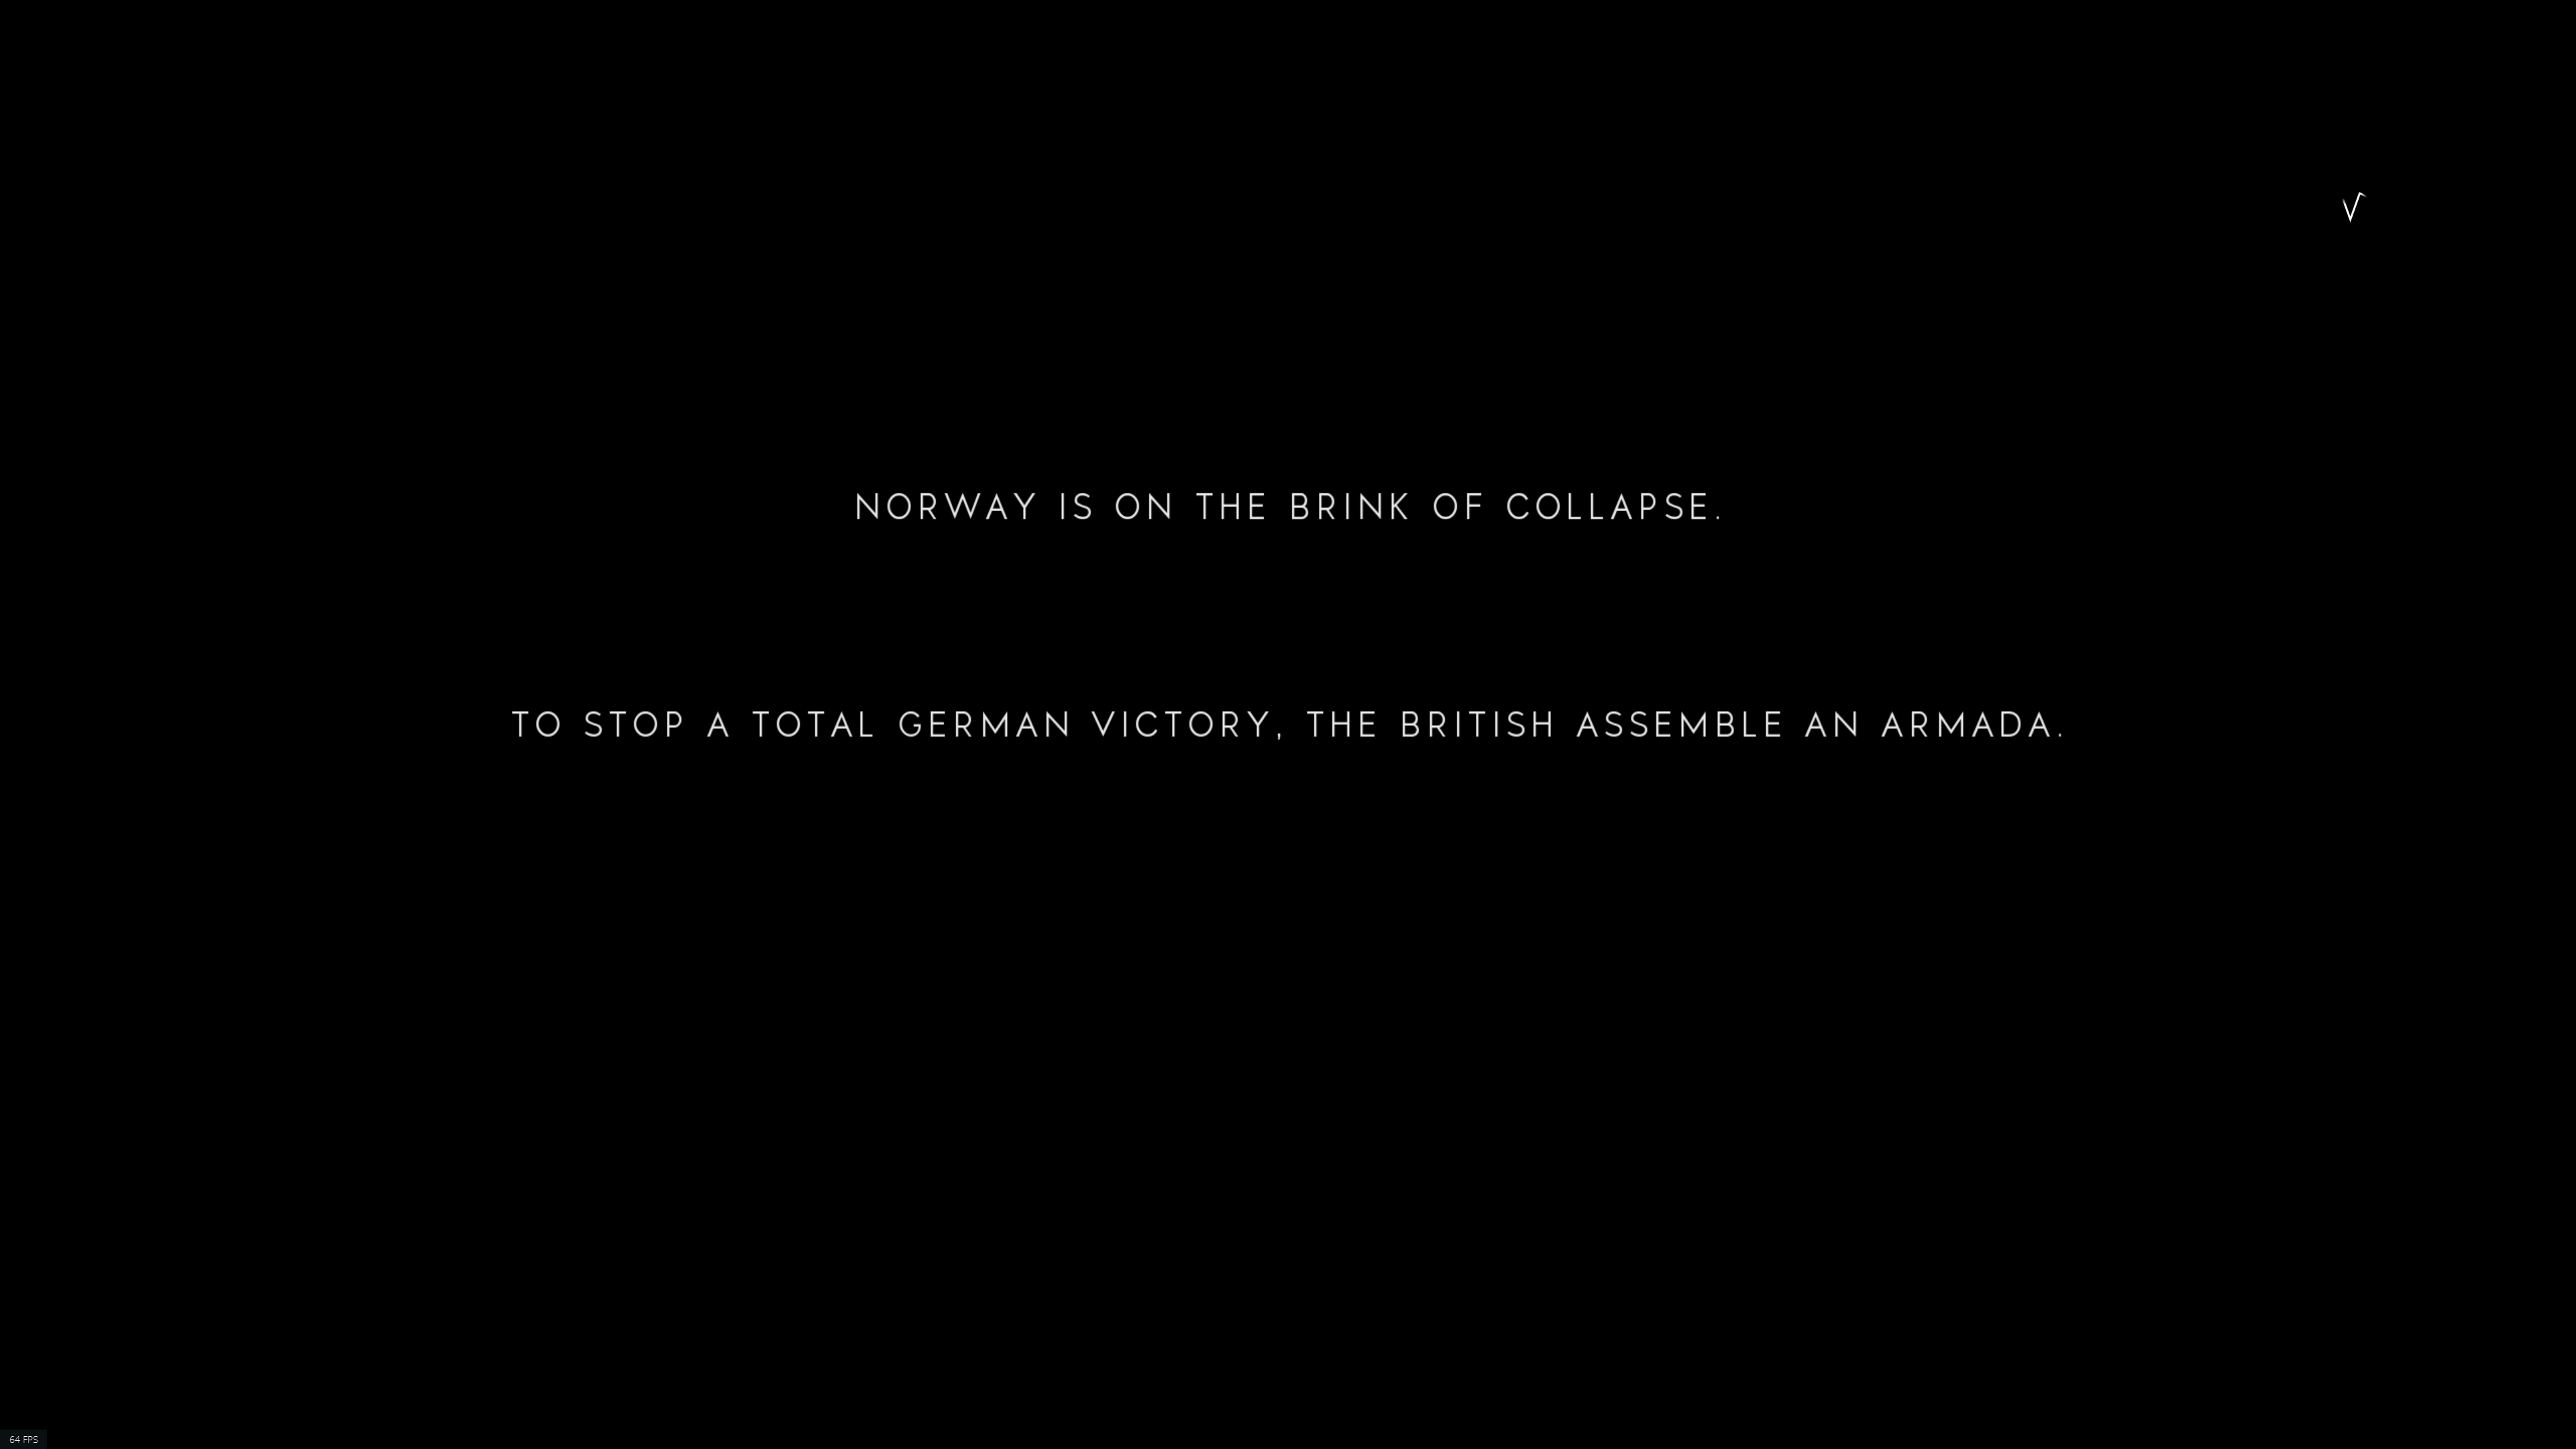 NORWAY IS ON THE BRINK OF COLLAPSE.
TO STOP A TOTAL GERMAN VICTORY, THE BRITISH ASSEMBLE AN ARMADA.
64 FPS